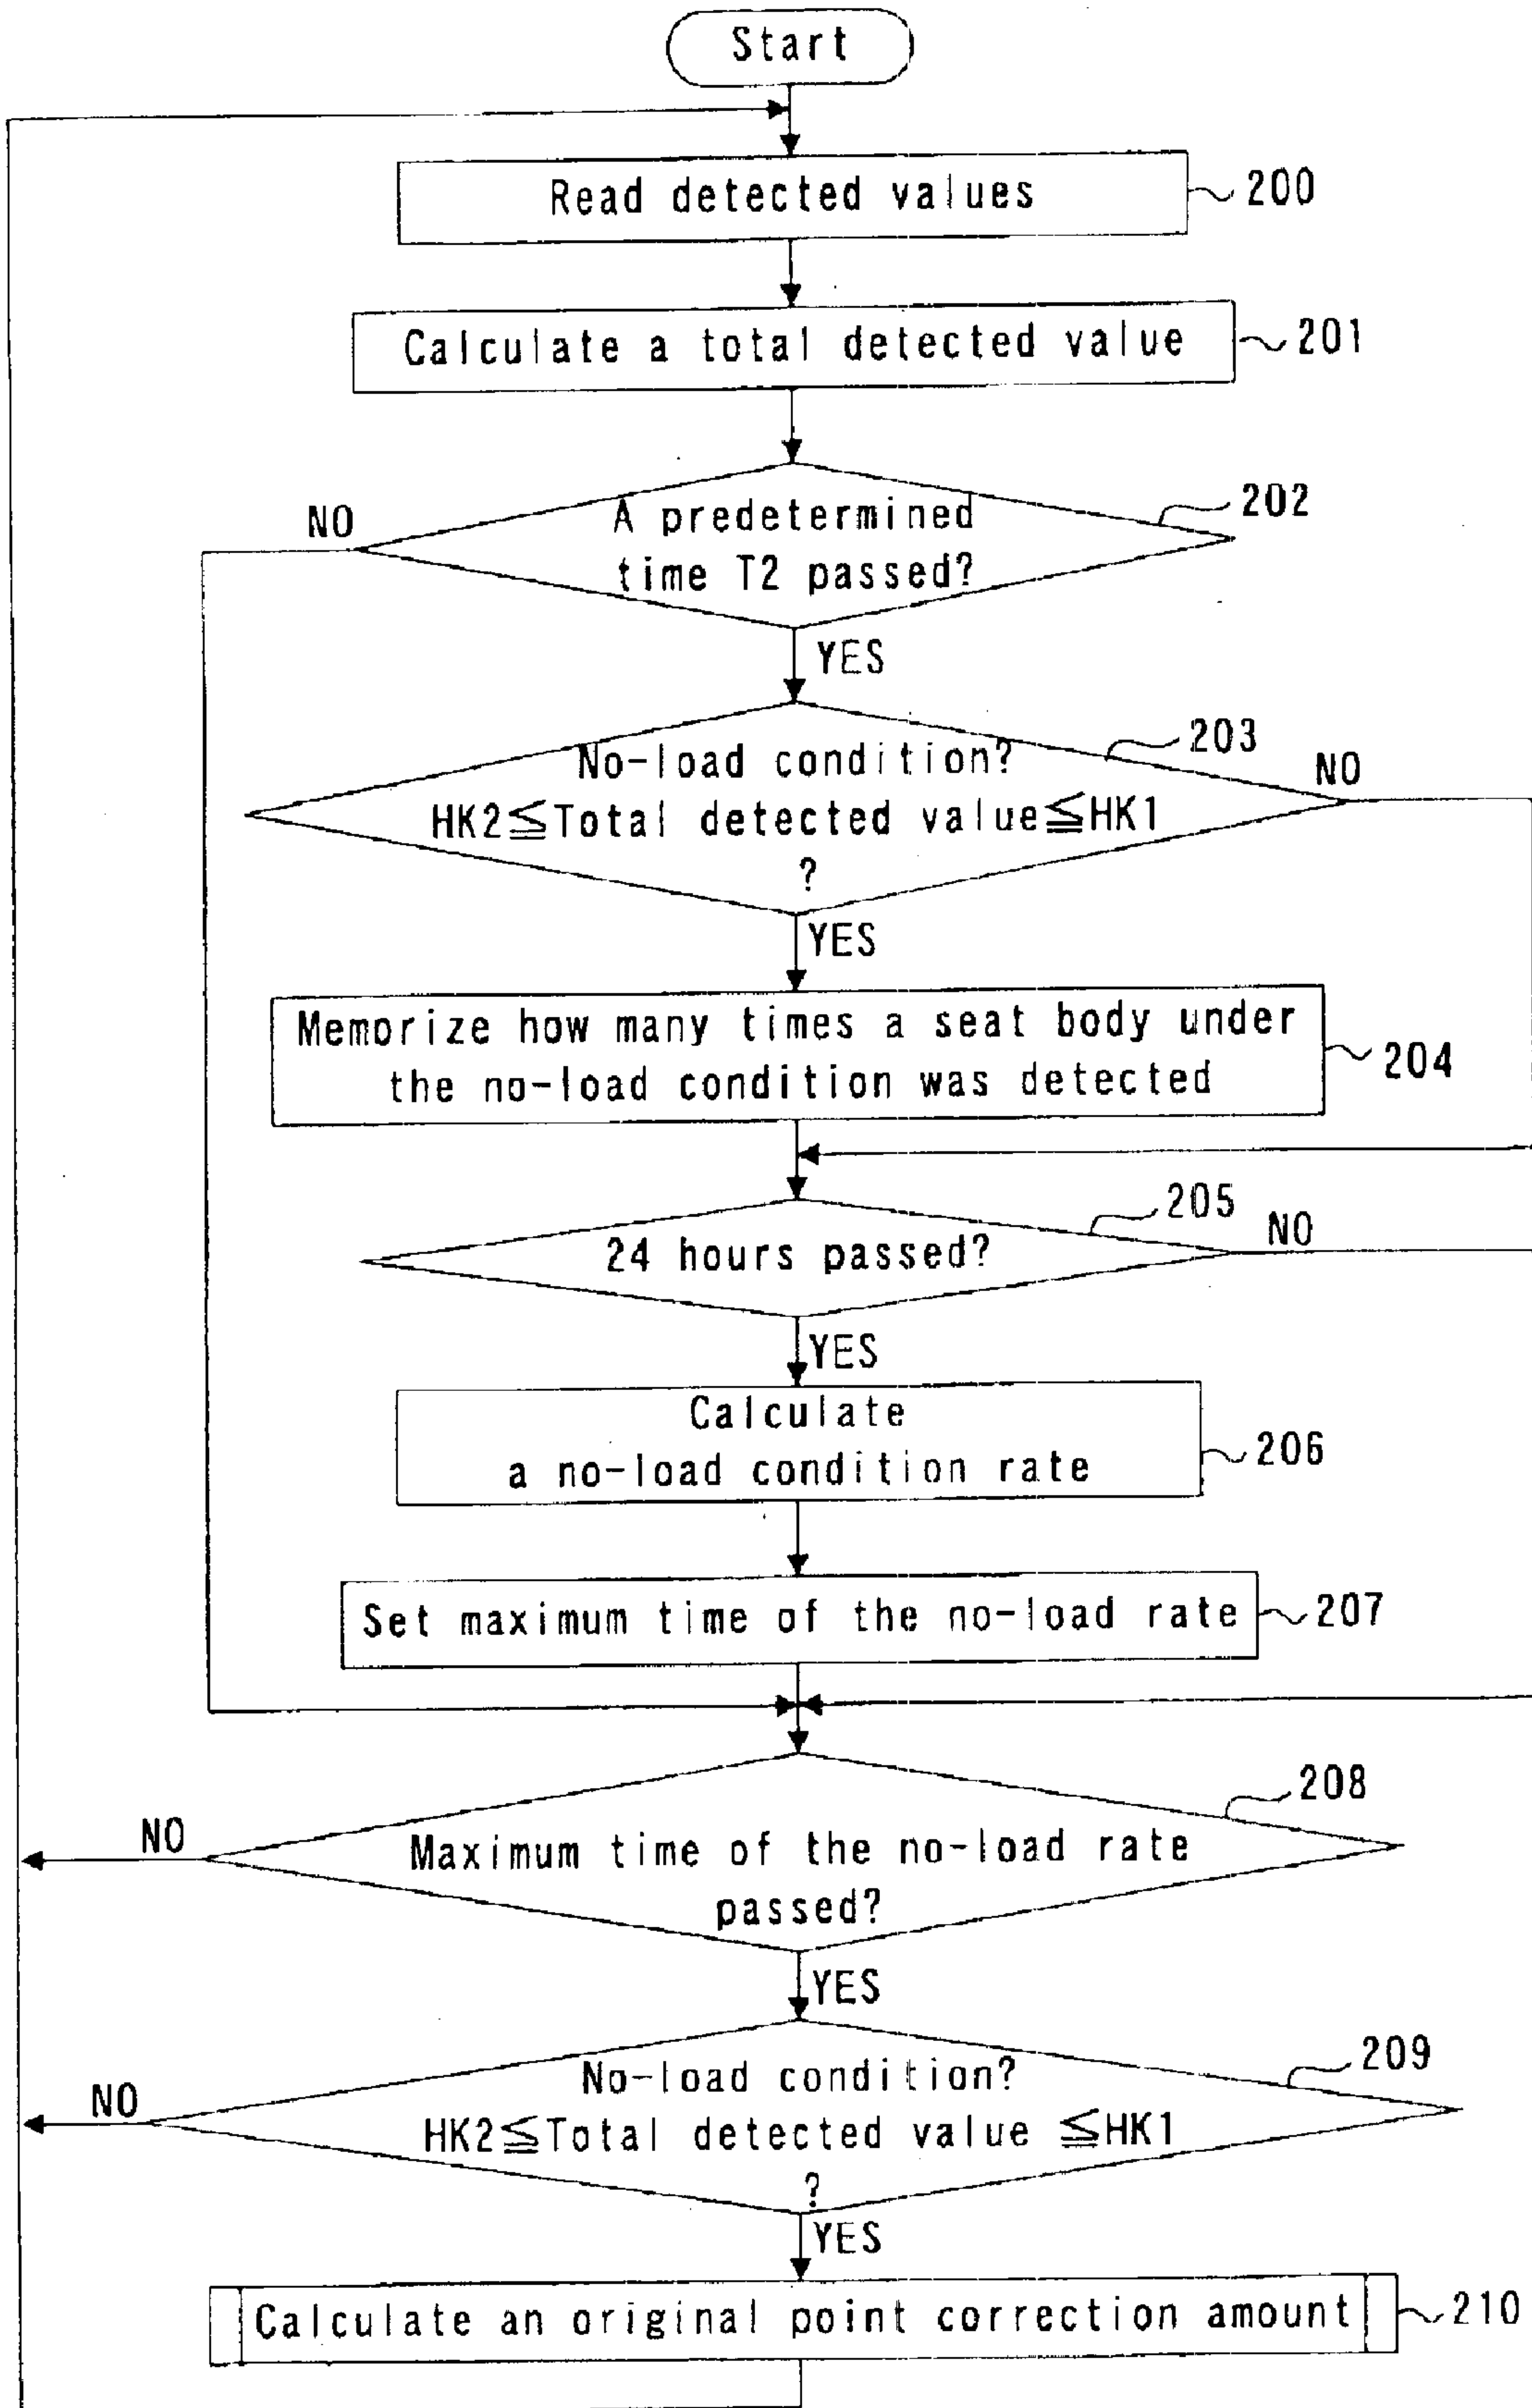 Start
Read detected values
200
Calculate a total detected value
201
NO
A predetermined
time T2 passed?
202
YES
No-load condition?
HK2≦Total detected value≦HK1
?
203
NO
YES
Memorize how many times a seat body under
the no-load condition was detected
204
24 hours passed?
205
NO
YES
Calculate
a no-load condition rate
206
Set maximum time of the no-load rate
207
NO
Maximum time of the no-load rate
passed?
208
YES
NO
No-load condition?
HK2≦Total detected value ≦HK1
?
209
YES
Calculate an original point correction amount
210